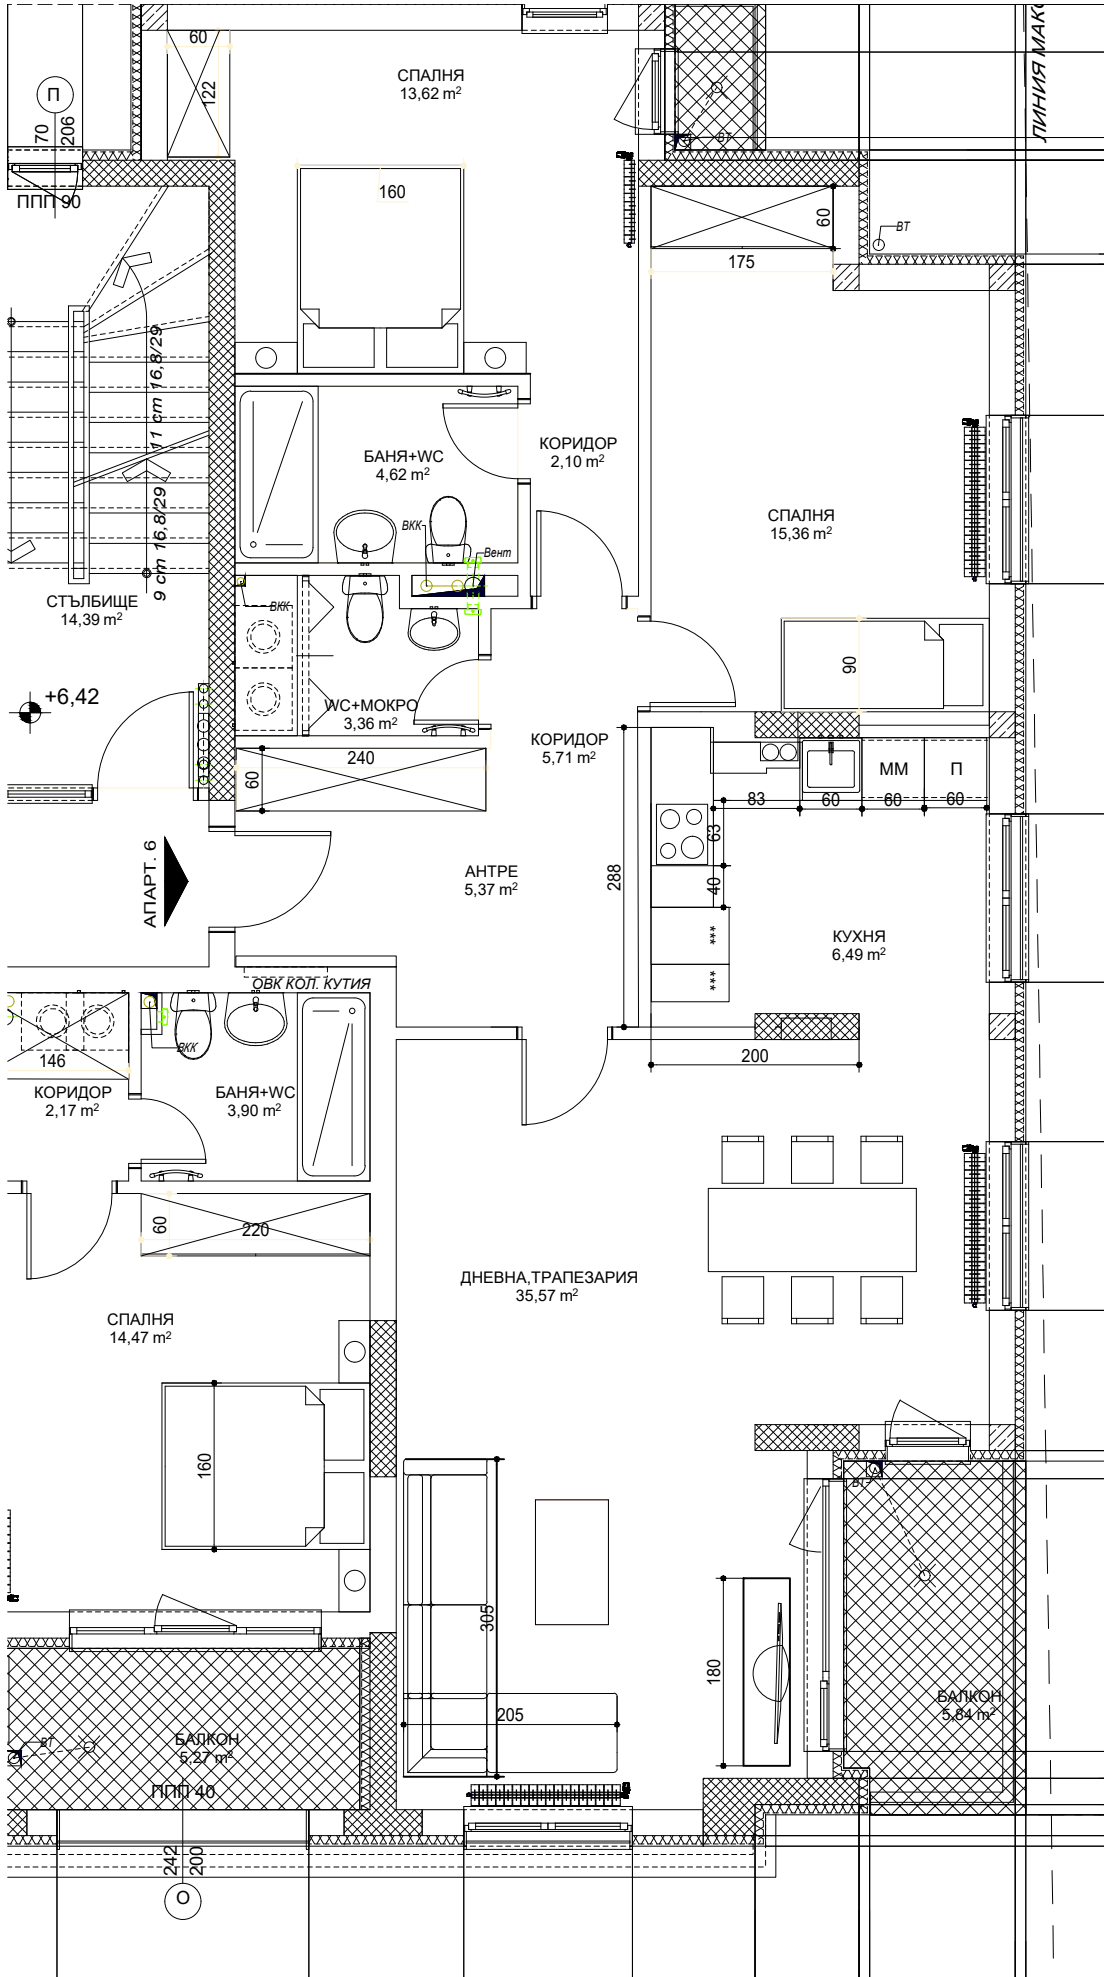 60
122
СПАЛНЯ
13,62 m²
ЛИНИЯ МАКС
П
70
206
ППП 90
ВТ
160
60
175
ВТ
11 cm 16,8/29
9 cm 16,8/29
БАНЯ+WC
4,62 m²
КОРИДОР
2,10 m²
ВКК
Вент
СПАЛНЯ
15,36 m²
СТЪЛБИЩЕ
14,39 m²
ВКК
90
+6,42
WC+МОКРО
3,36 m²
КОРИДОР
5,71 m²
240
60
ММ
П
83
60
60
60
63
288
40
АПАРТ. 6
АНТРЕ
5,37 m²
КУХНЯ
6,49 m²
***
***
ОВК КОЛ. КУТИЯ
ВКК
146
200
КОРИДОР
2,17 m²
БАНЯ+WC
3,90 m²
60
220
ДНЕВНА,ТРАПЕЗАРИЯ
35,57 m²
СПАЛНЯ
14,47 m²
160
ВТ
305
180
205
БАЛКОН
5,84 m²
БАЛКОН
5,27 m²
ВТ
ППП 40
242
200
О